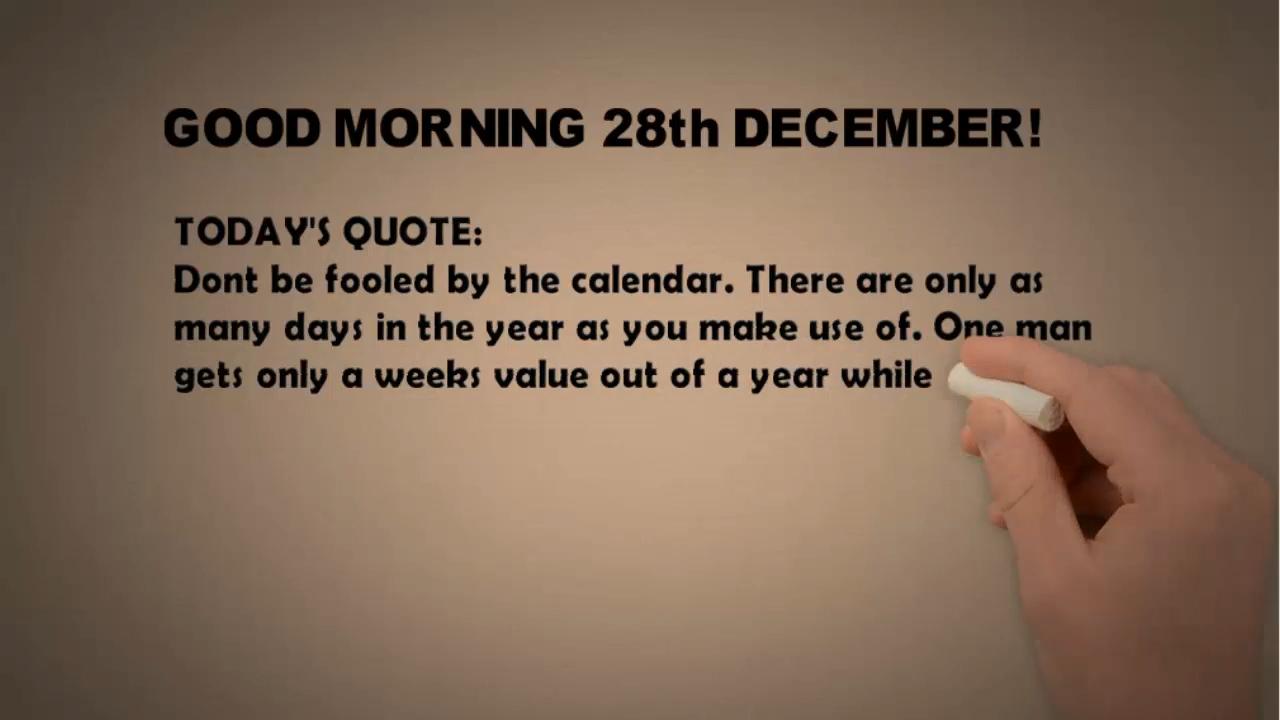 GOOD MORNING 28th DECEMBER!
TODAY'S QUOTE:
Dont be fooled by the calendar. There are only as
many days in the year as you make use of. One man
gets only a weeks value out of a year while